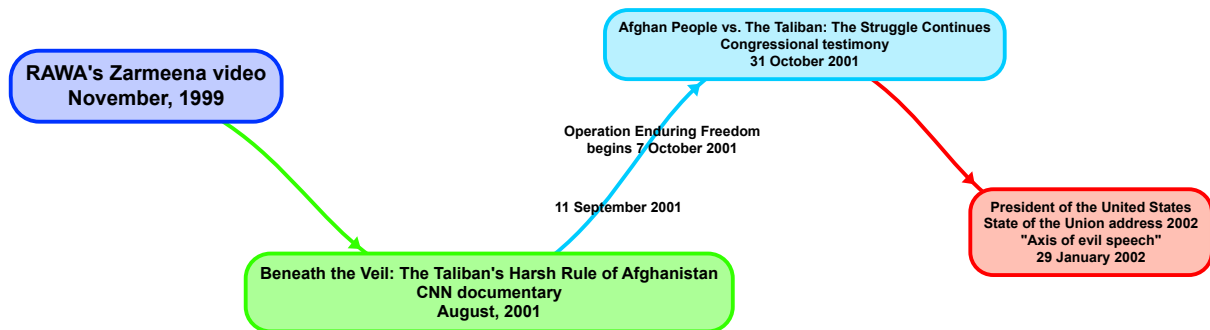 RAWA's Zarmeena video
November, 1999
Afghan People vs. The Taliban: The Struggle Continues
Congressional testimony
31 October 2001
Operation Enduring Freedom
begins 7 October 2001
11 September 2001
Beneath the Veil: The Taliban's Harsh Rule of Afghanistan
CNN documentary
August, 2001
President of the United States
State of the Union address 2002
"Axis of evil speech"
29 January 2002